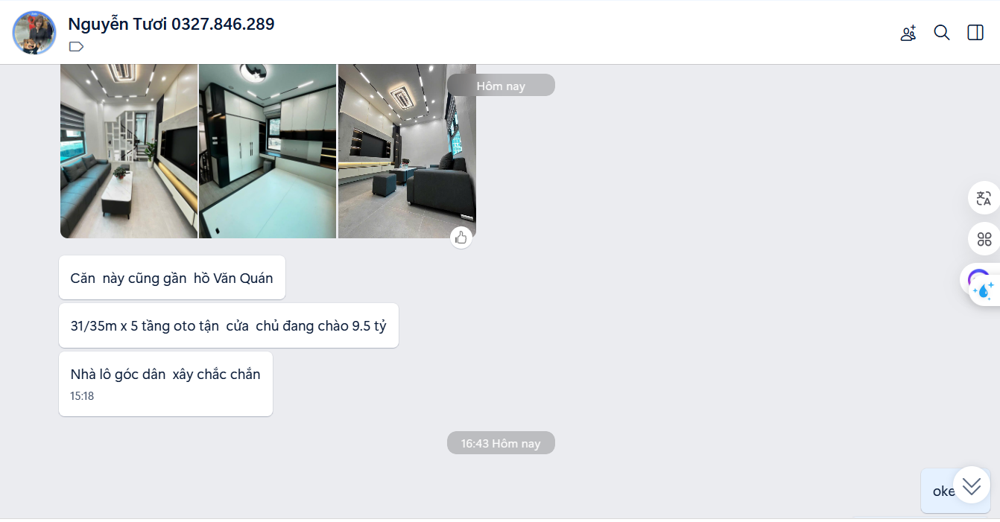 Nguyễn Tươi 0327.846.289
Hôm nay
Căn này cũng gần hồ Văn Quán
31/35m x 5 tầng oto tận cửa chủ đang chào 9.5 tỷ
Nhà lô góc dân xây chắc chắn
15:18
16:43 Hôm nay
oke